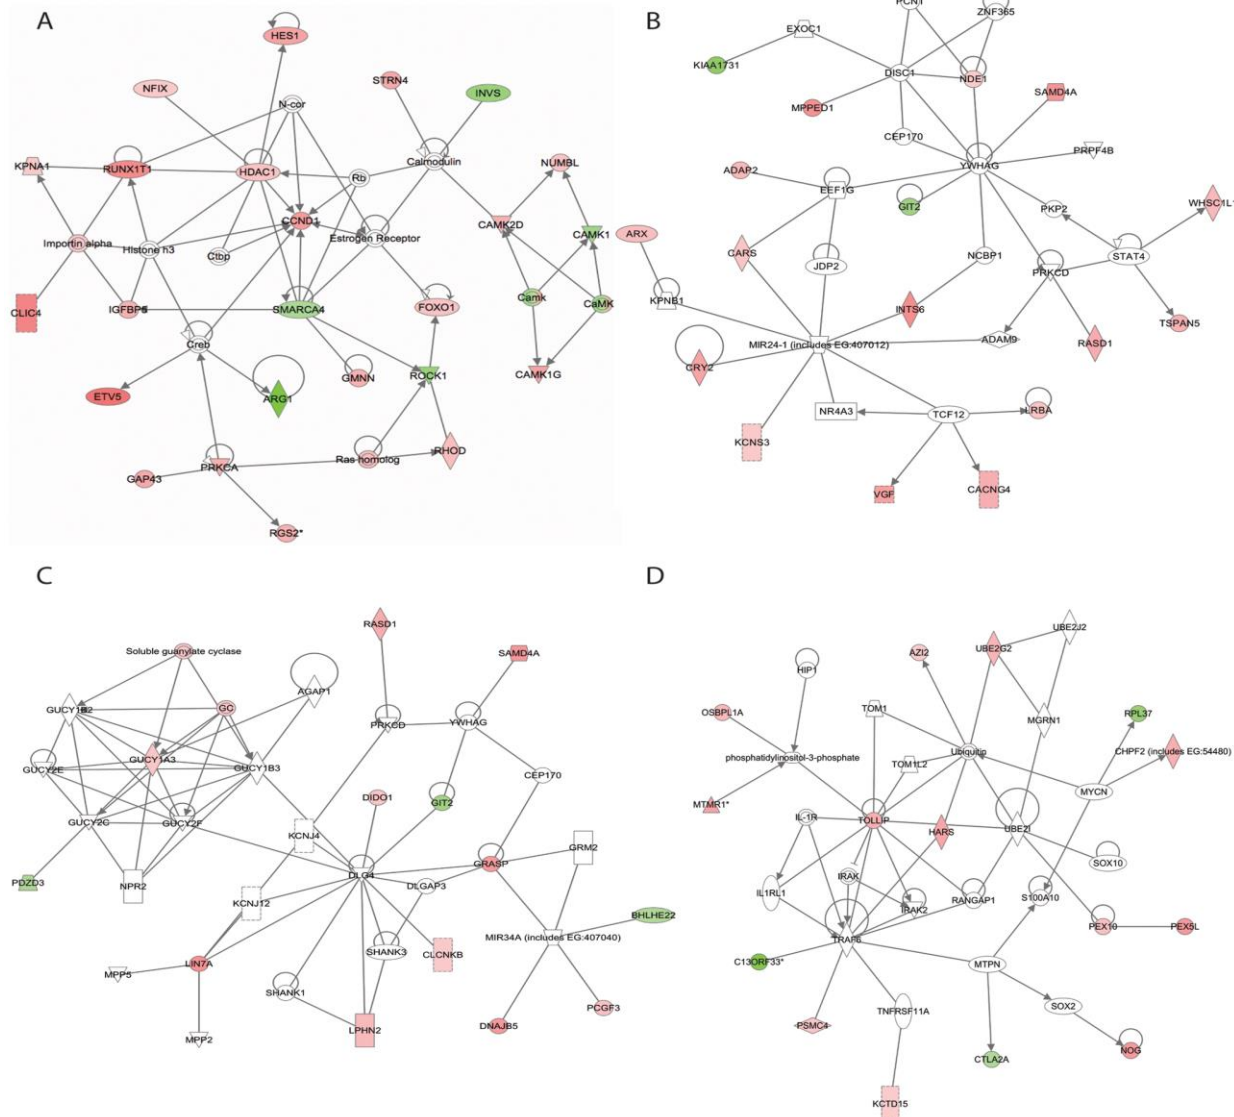 A
HES1
STRN4
NFIX
INVS
N-cor
Calmodulin
NUMBL
KPNA1
RUNX1T1
HDAC1
Rb
CCND1
CAMK2D
CAMK1
Importin alpha
Histone h3
Ctbp
Estrogen Receptor
CLIC4
IGFBP5
SMARCA4
FOXO1
Camk
CaMK
Creb
GMNN
ROCK1
CAMK1G
ETV5
ARG1
GAP43
PRKCA
Ras homolog
RHOD
RGS2*
B
PCNT
ZNF365
EXOC1
KIAA1731
DISC1
NDE1
MPPED1
SAMD4A
CEP170
PRPF4B
YWHAG
ADAP2
EEF1G
GIT2
PKP2
WHSC1L1
ARX
CARS
JDP2
NCBP1
PRKCD
STAT4
KPNB1
INTS6
TSPAN5
MIR24-1 (includes EG:407012)
ADAM9
RASD1
CRY2
NR4A3
TCF12
LRBA
KCNS3
VGF
CACNG4
C
RASD1
Soluble guanylate cyclase
SAMD4A
AGAP1
GUCY1B2
GC
PRKCD
YWHAG
GUCY2E
GUCY1A3
GUCY1B3
CEP170
DIDO1
GIT2
GUCY2C
GUCY2F
KCNJ4
GRM2
PDZD3
NPR2
DLG4
GRASP
DLGAP3
KCNJ12
BHLHE22
MIR34A (includes EG:407040)
SHANK3
CLCNKB
MPP5
LIN7A
SHANK1
PCGF3
MPP2
LPHN2
DNAJB5
D
UBE2J2
AZI2
UBE2G2
HIP1
OSBPL1A
TOM1
MGRN1
RPL37
phosphatidylinositol-3-phosphate
Ubiquitin
CHPF2 (includes EG:54480)
TOM1L2
MYCN
MTMR1*
IL-1R
TOLLIP
HARS
UBE2I
SOX10
IRAK
IL1RL1
IRAK2
RANGAP1
S100A10
TRAF6
PEX10
PEX5L
C13ORF33*
MTPN
TNFRSF11A
SOX2
PSMC4
CTLA2A
NOG
KCTD15